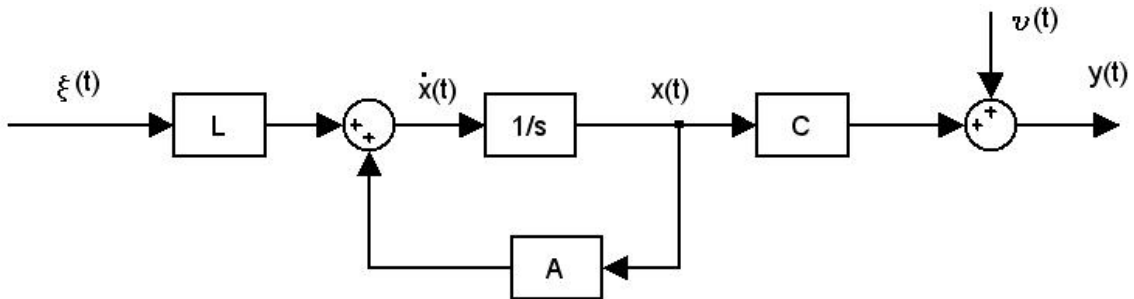 υ(t)
ξ(t)
ẋ(t)
x(t)
y(t)
L
+
+
1/s
C
+
+
A